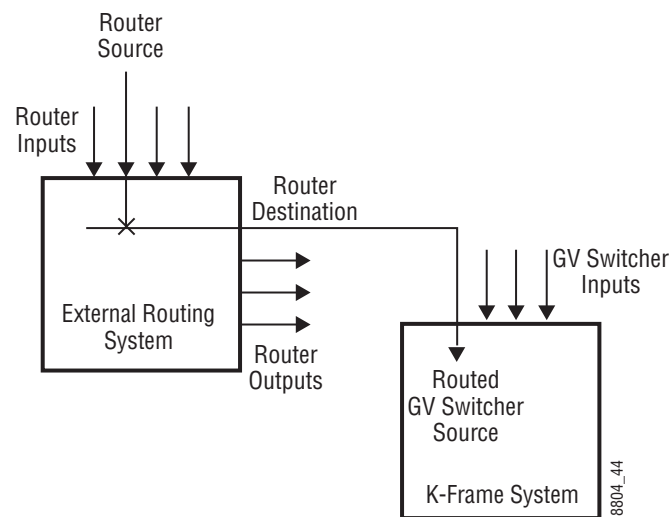 Router
Source
Router
Inputs
Router
Destination
GV Switcher
Inputs
External Routing
System
Router
Outputs
Routed
GV Switcher
Source
K-Frame System
8804_44